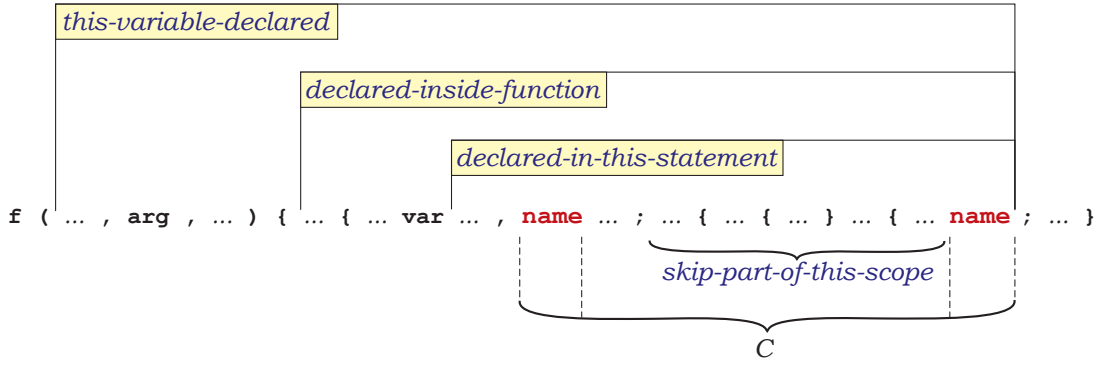 this-variable-declared
declared-inside-function
declared-in-this-statement
f ( … , arg , … ) { … { … var … , name … ; … { … { … } … { … name ; … }
skip-part-of-this-scope
C